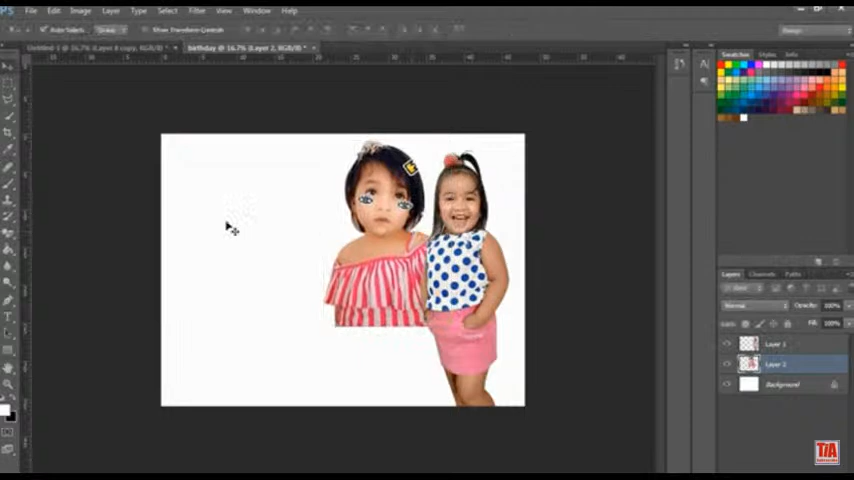 PS File Edit Image Layer Type Select Filter View Window Help
Auto-Select: Group Show Transform Controls
Untitled-1 @ 16.7% (Layer 8 copy, RGB/8) * × birthday @ 16.7% (Layer 2, RGB/8) * ×
Swatches Styles Info
Layers Channels Paths
Normal Opacity: 100%
Lock: Fill: 100%
Layer 1
Layer 2
Background
TiA